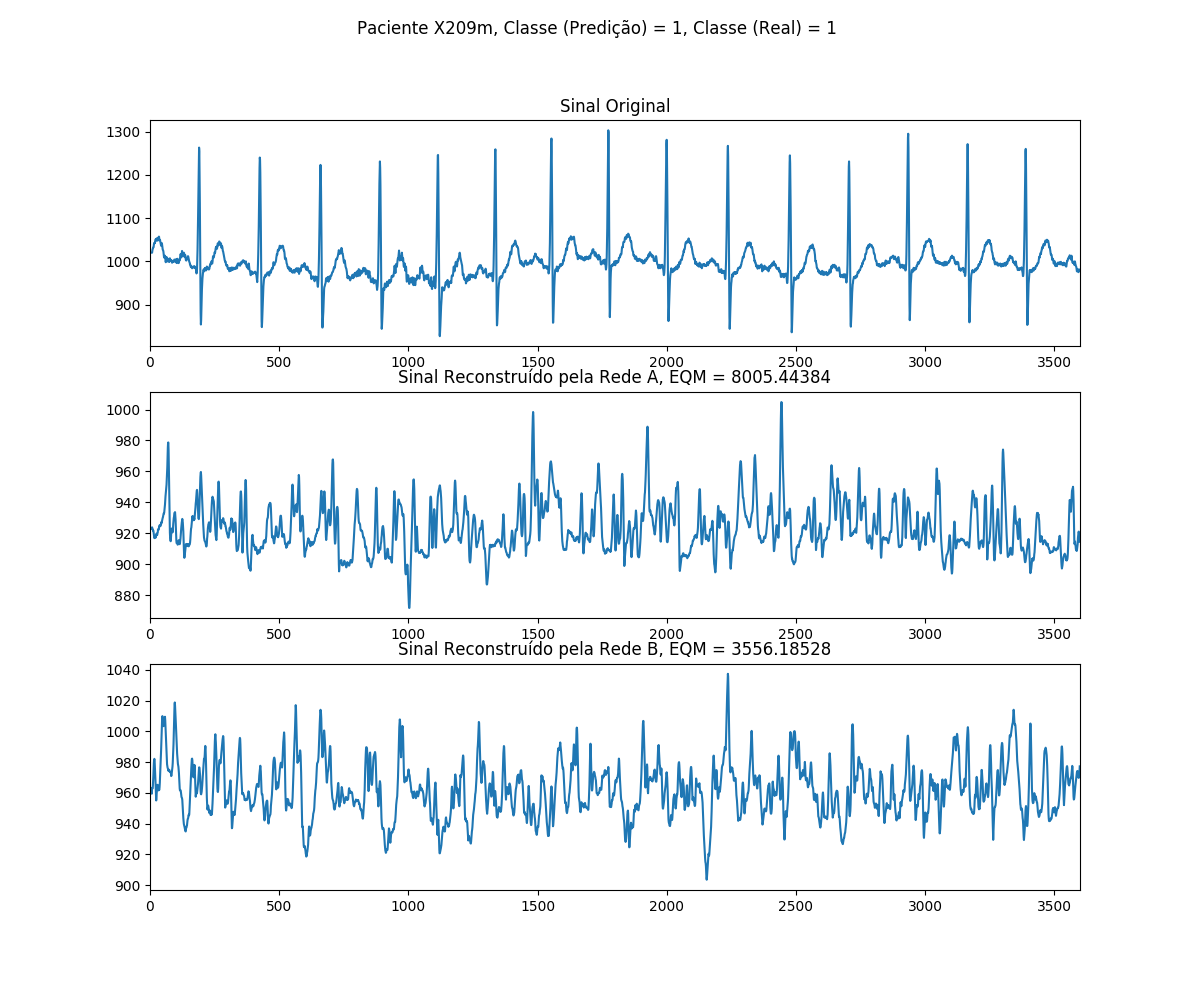 Paciente X209m, Classe (Predição) = 1, Classe (Real) = 1
Sinal Original
1300
1200
1100
1000
900
0 500 1000 1500 2000 2500 3000 3500
Sinal Reconstruído pela Rede A, EQM = 8005.44384
1000
980
960
940
920
900
880
0 500 1000 1500 2000 2500 3000 3500
Sinal Reconstruído pela Rede B, EQM = 3556.18528
1040
1020
1000
980
960
940
920
900
0 500 1000 1500 2000 2500 3000 3500